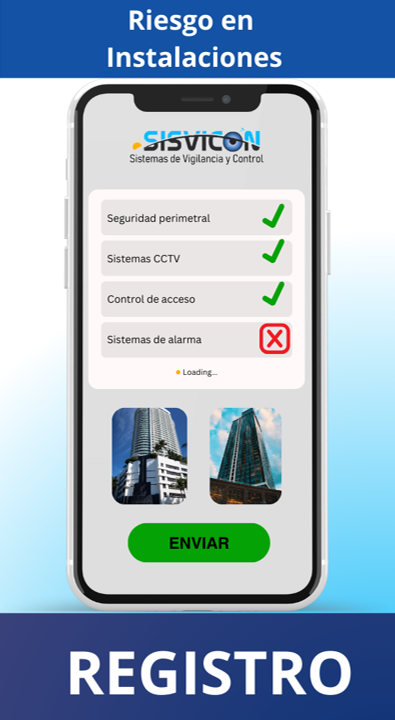 Riesgo en
Instalaciones
SISVICON
Sistemas de Vigilancia y Control
Seguridad perimetral
Sistemas CCTV
Control de acceso
Sistemas de alarma
Loading...
ENVIAR
REGISTRO